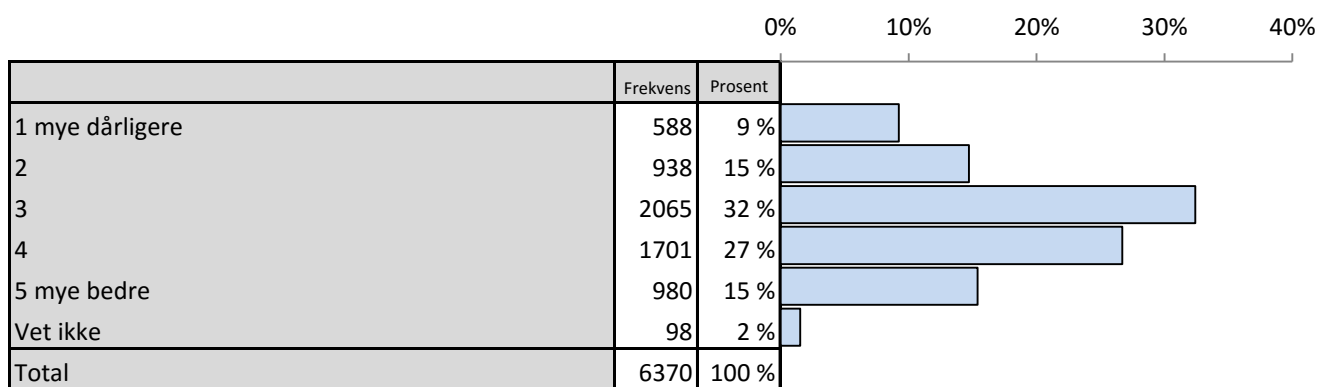 0% 10% 20% 30% 40%
Frekvens Prosent
1 mye dårligere 588 9 %
2 938 15 %
3 2065 32 %
4 1701 27 %
5 mye bedre 980 15 %
Vet ikke 98 2 %
Total 6370 100 %